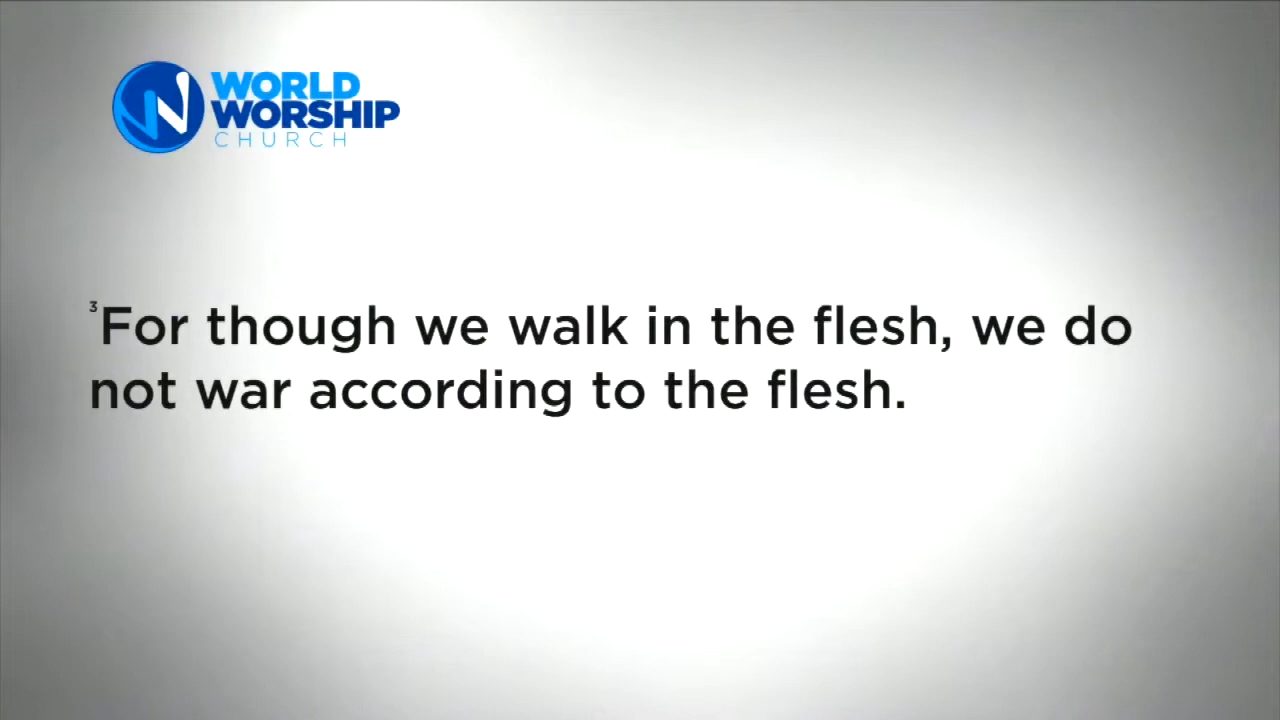 WORLD
WORSHIP
CHURCH
³For though we walk in the flesh, we do
not war according to the flesh.